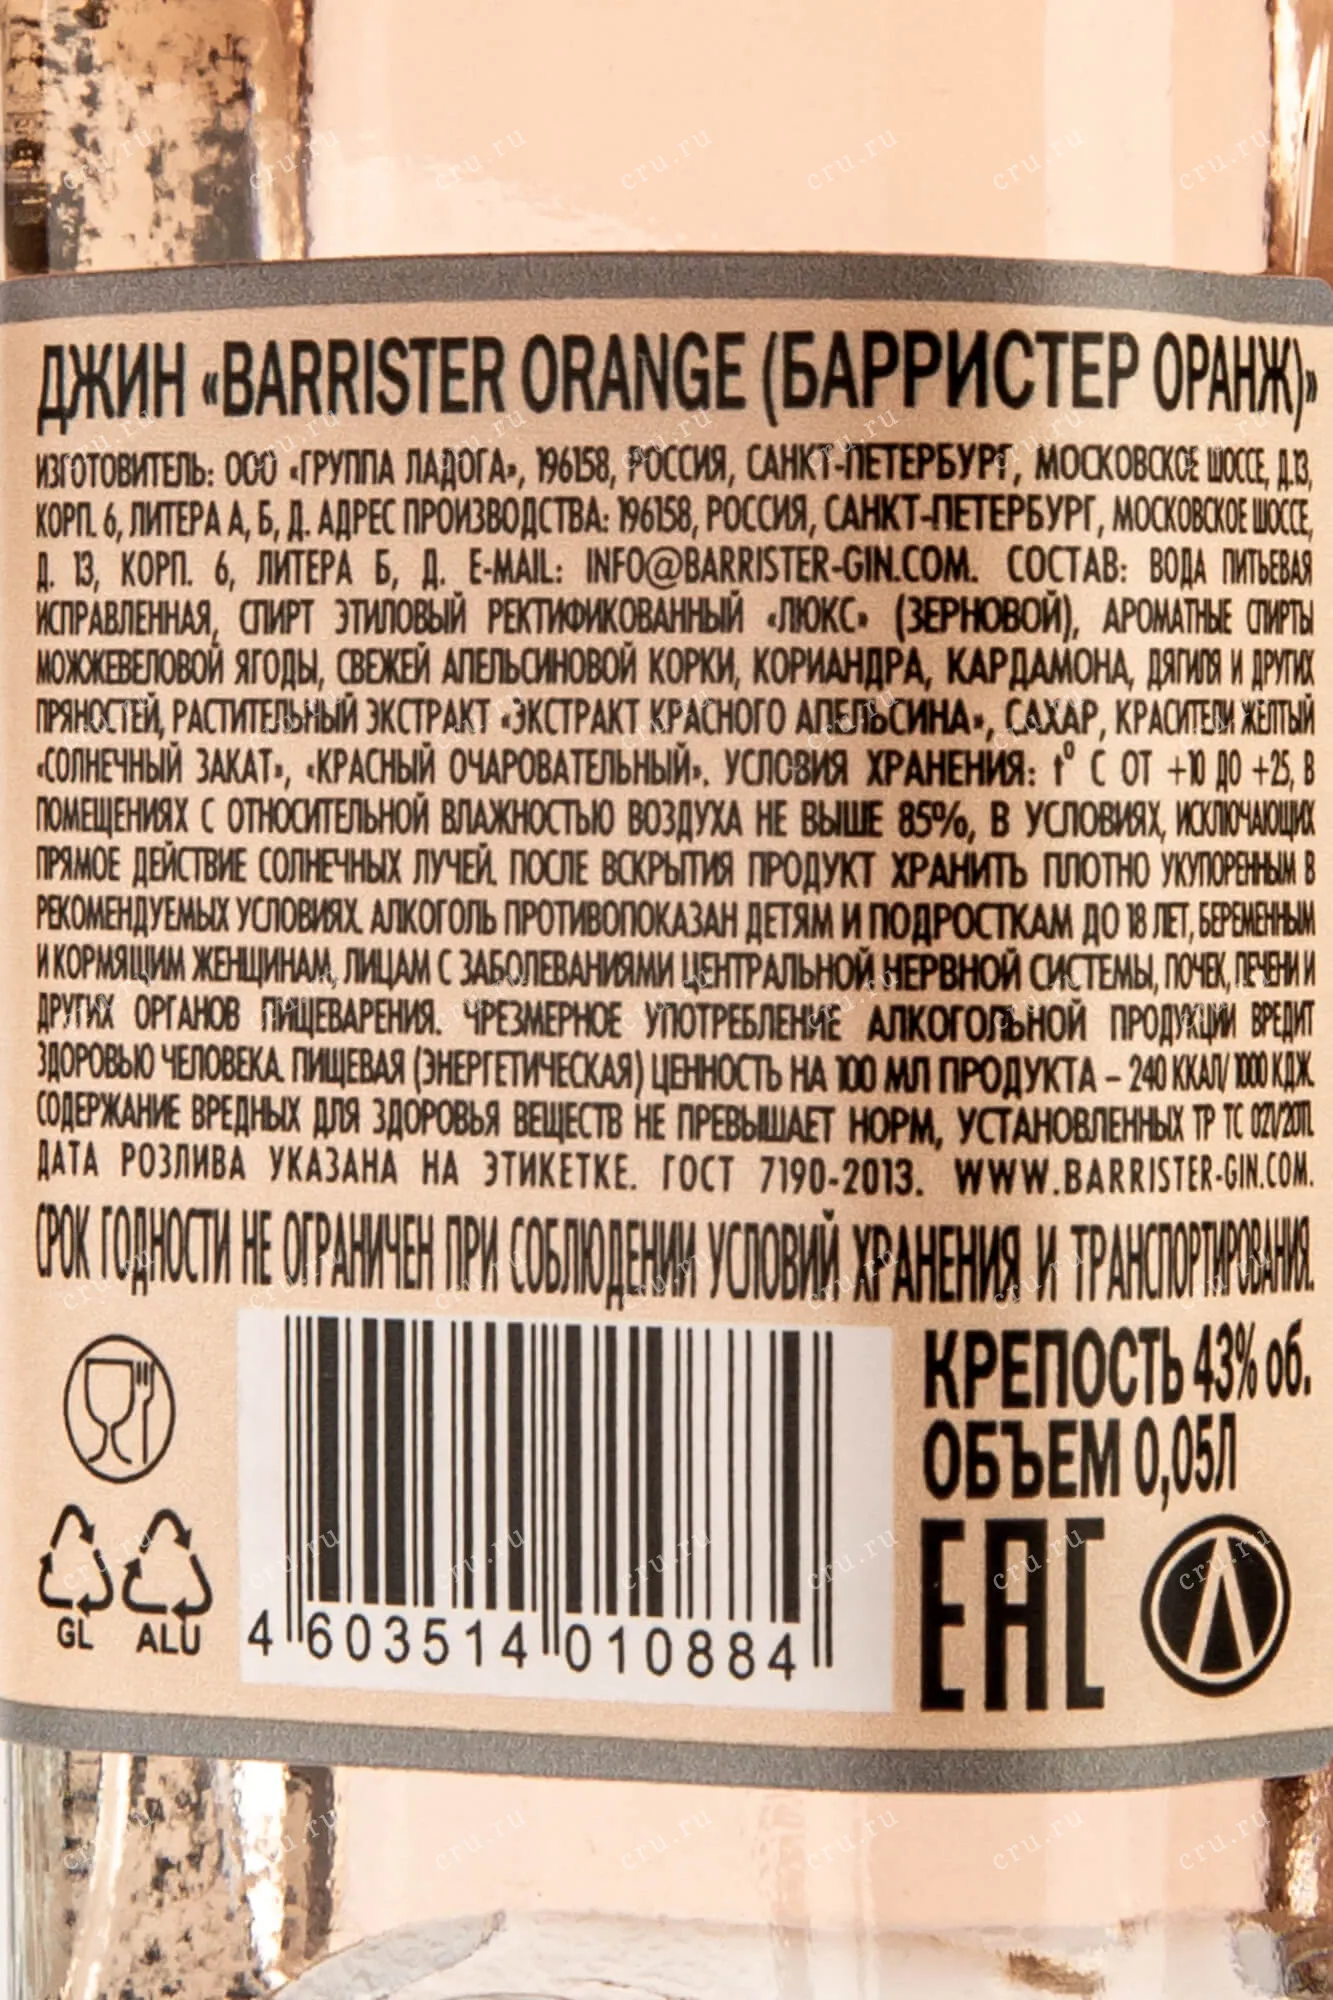 ДЖИН «BARRISTER ORANGE (БАРРИСТЕР ОРАНЖ)»
ИЗГОТОВИТЕЛЬ: ООО «ГРУППА ЛАДОГА», 196158, РОССИЯ, САНКТ-ПЕТЕРБУРГ, МОСКОВСКОЕ ШОССЕ, Д.13,
КОРП. 6, ЛИТЕРА А, Б, Д. АДРЕС ПРОИЗВОДСТВА: 196158, РОССИЯ, САНКТ-ПЕТЕРБУРГ, МОСКОВСКОЕ ШОССЕ,
Д. 13, КОРП. 6, ЛИТЕРА Б, Д. E-MAIL: INFO@BARRISTER-GIN.COM. СОСТАВ: ВОДА ПИТЬЕВАЯ
ИСПРАВЛЕННАЯ, СПИРТ ЭТИЛОВЫЙ РЕКТИФИКОВАННЫЙ «ЛЮКС» (ЗЕРНОВОЙ), АРОМАТНЫЕ СПИРТЫ
МОЖЖЕВЕЛОВОЙ ЯГОДЫ, СВЕЖЕЙ АПЕЛЬСИНОВОЙ КОРКИ, КОРИАНДРА, КАРДАМОНА, ДЯГИЛЯ И ДРУГИХ
ПРЯНОСТЕЙ, РАСТИТЕЛЬНЫЙ ЭКСТРАКТ «ЭКСТРАКТ КРАСНОГО АПЕЛЬСИНА», САХАР, КРАСИТЕЛИ ЖЕЛТЫЙ
«СОЛНЕЧНЫЙ ЗАКАТ», «КРАСНЫЙ ОЧАРОВАТЕЛЬНЫЙ». УСЛОВИЯ ХРАНЕНИЯ: t° С ОТ +10 ДО +25, В
ПОМЕЩЕНИЯХ С ОТНОСИТЕЛЬНОЙ ВЛАЖНОСТЬЮ ВОЗДУХА НЕ ВЫШЕ 85%, В УСЛОВИЯХ, ИСКЛЮЧАЮЩИХ
ПРЯМОЕ ДЕЙСТВИЕ СОЛНЕЧНЫХ ЛУЧЕЙ. ПОСЛЕ ВСКРЫТИЯ ПРОДУКТ ХРАНИТЬ ПЛОТНО УКУПОРЕННЫМ В
РЕКОМЕНДУЕМЫХ УСЛОВИЯХ. АЛКОГОЛЬ ПРОТИВОПОКАЗАН ДЕТЯМ И ПОДРОСТКАМ ДО 18 ЛЕТ, БЕРЕМЕННЫМ
И КОРМЯЩИМ ЖЕНЩИНАМ, ЛИЦАМ С ЗАБОЛЕВАНИЯМИ ЦЕНТРАЛЬНОЙ НЕРВНОЙ СИСТЕМЫ, ПОЧЕК, ПЕЧЕНИ И
ДРУГИХ ОРГАНОВ ПИЩЕВАРЕНИЯ. ЧРЕЗМЕРНОЕ УПОТРЕБЛЕНИЕ АЛКОГОЛЬНОЙ ПРОДУКЦИИ ВРЕДИТ
ЗДОРОВЬЮ ЧЕЛОВЕКА. ПИЩЕВАЯ (ЭНЕРГЕТИЧЕСКАЯ) ЦЕННОСТЬ НА 100 МЛ ПРОДУКТА – 240 ККАЛ/ 1000 КДЖ.
СОДЕРЖАНИЕ ВРЕДНЫХ ДЛЯ ЗДОРОВЬЯ ВЕЩЕСТВ НЕ ПРЕВЫШАЕТ НОРМ, УСТАНОВЛЕННЫХ ТР ТС 021/2011.
ДАТА РОЗЛИВА УКАЗАНА НА ЭТИКЕТКЕ. ГОСТ 7190-2013. WWW.BARRISTER-GIN.COM.
СРОК ГОДНОСТИ НЕ ОГРАНИЧЕН ПРИ СОБЛЮДЕНИИ УСЛОВИЙ ХРАНЕНИЯ И ТРАНСПОРТИРОВАНИЯ.
КРЕПОСТЬ 43% об.
ОБЪЕМ 0,05Л
EAC
GL ALU
4 603514 010884
cru.ru